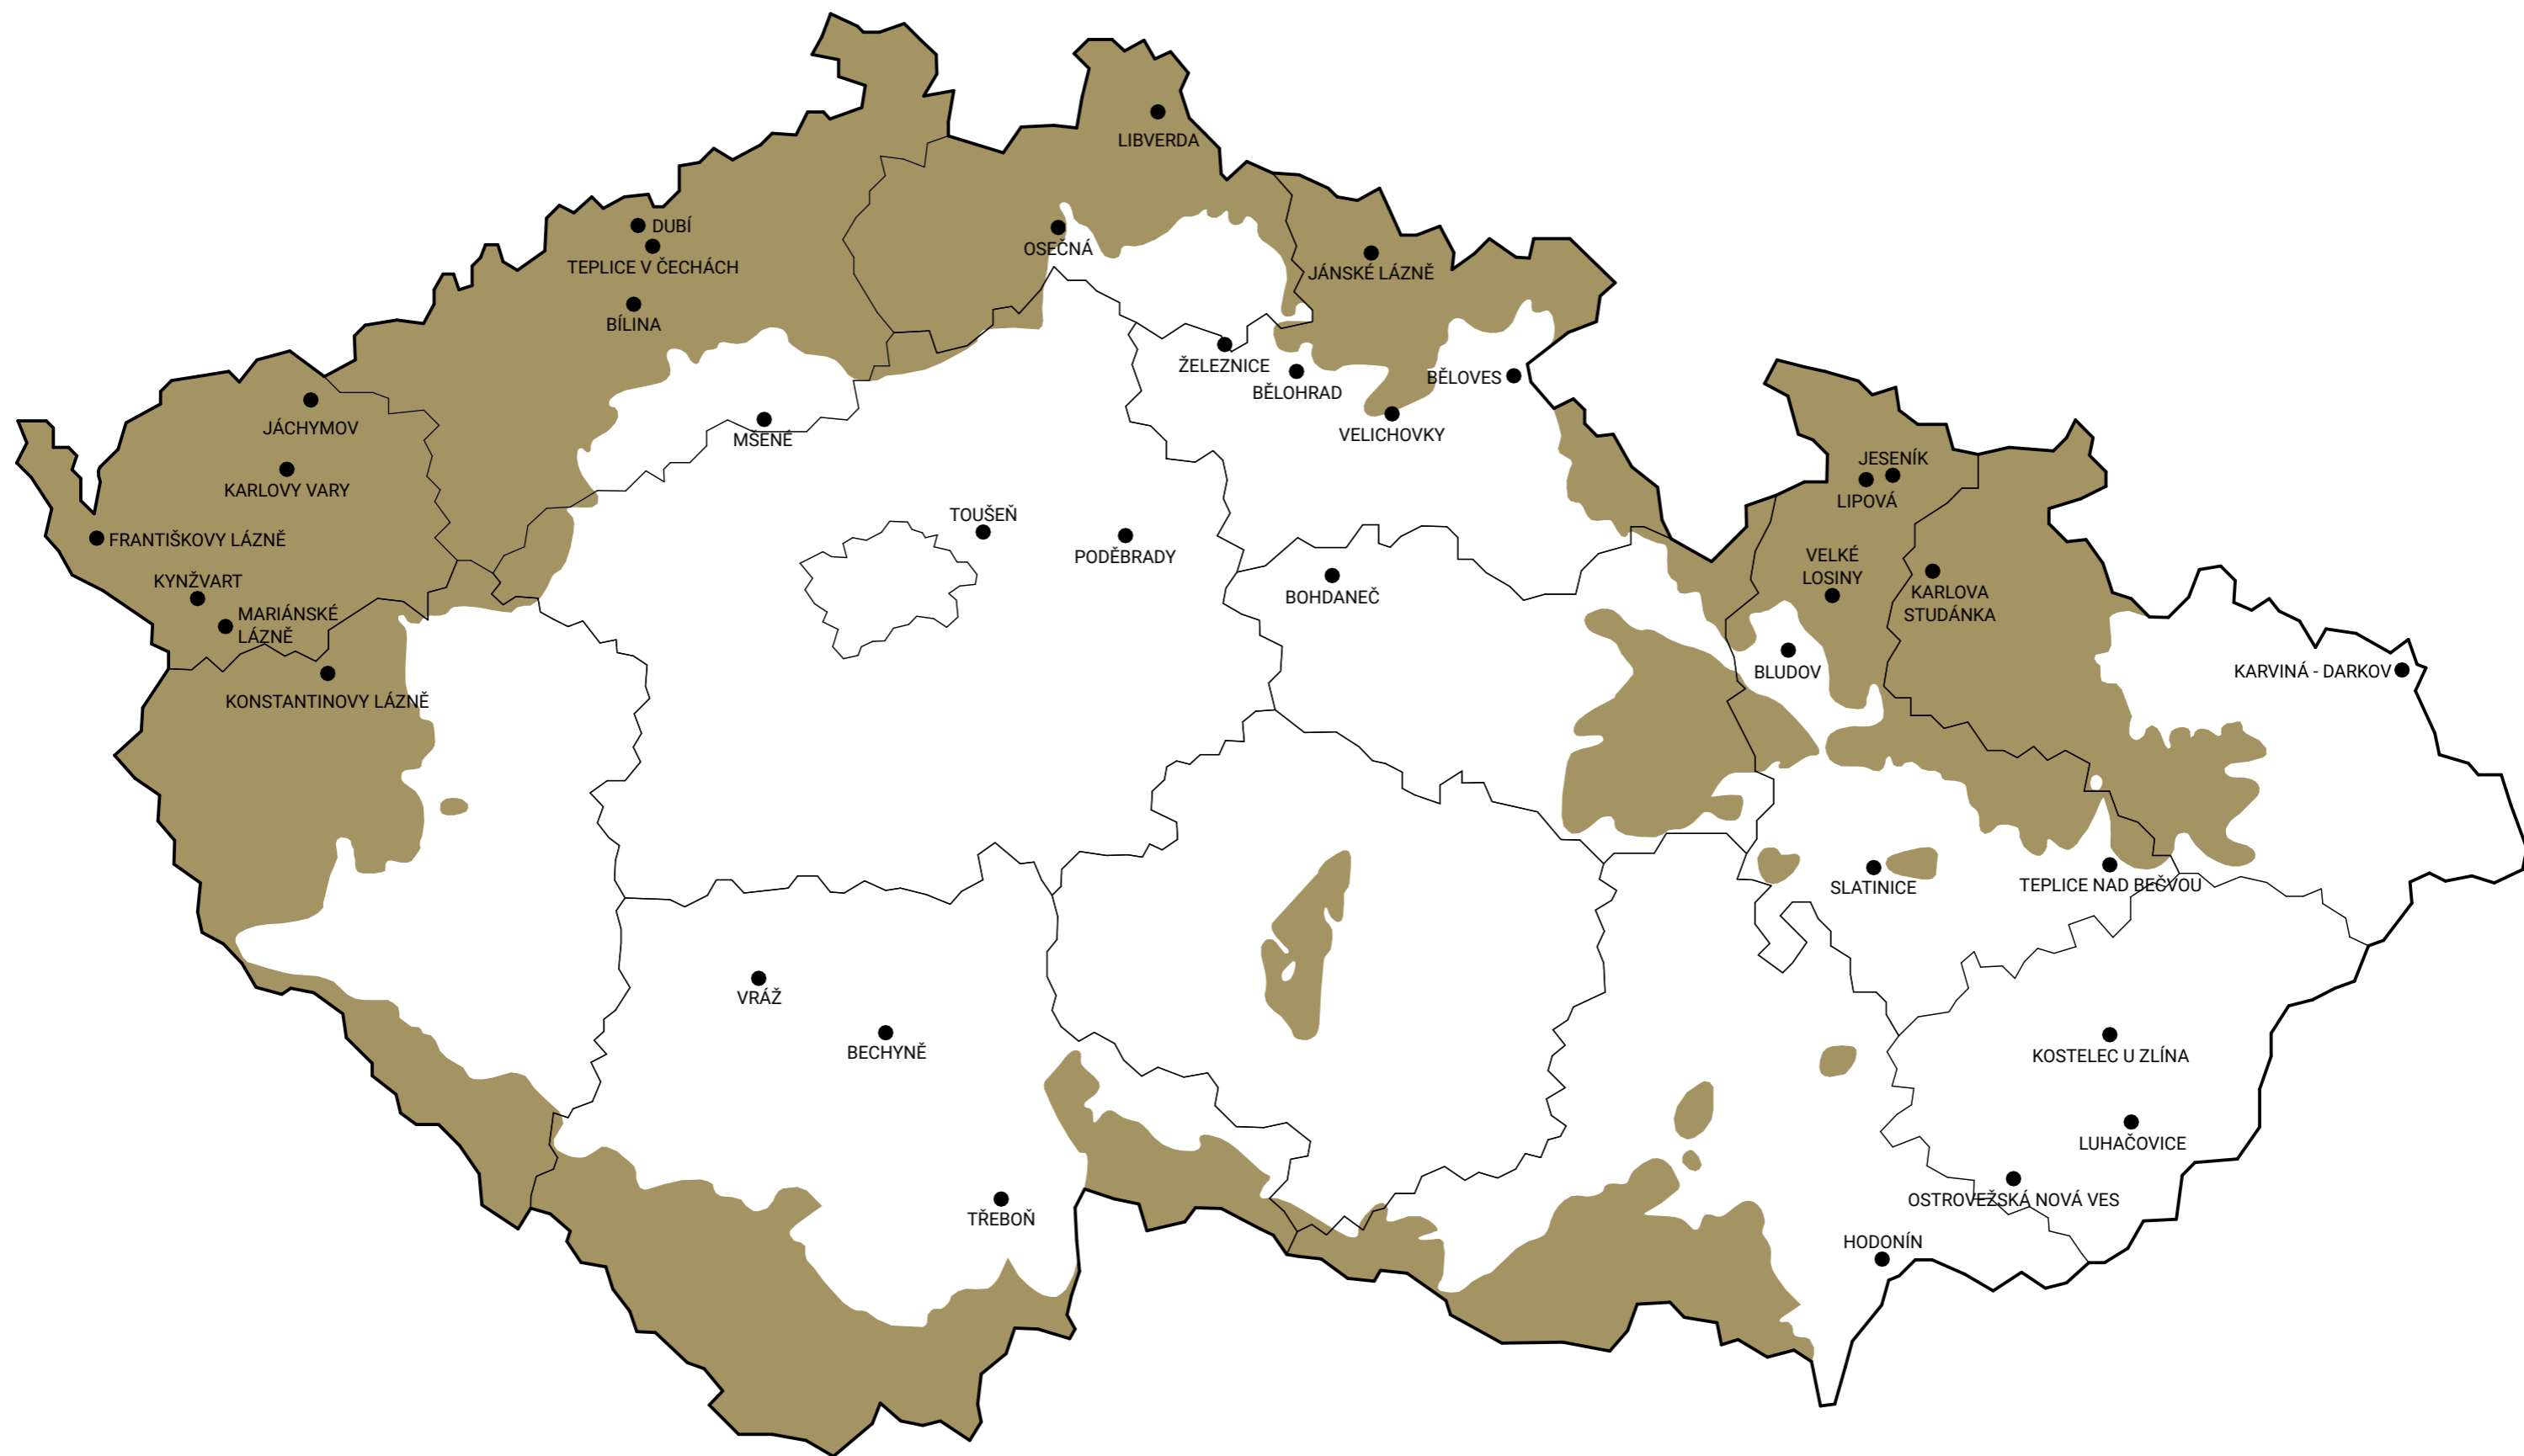 LIBVERDA
DUBÍ
OSEČNÁ
TEPLICE V ČECHÁCH
JÁNSKÉ LÁZNĚ
BÍLINA
ŽELEZNICE
BĚLOVES
BĚLOHRAD
JÁCHYMOV
MŠENÉ
VELICHOVKY
JESENÍK
KARLOVY VARY
LIPOVÁ
TOUŠEŇ
FRANTIŠKOVY LÁZNĚ
PODĚBRADY
VELKÉ
LOSINY
KYNŽVART
BOHDANEČ
KARLOVA
STUDÁNKA
MARIÁNSKÉ
LÁZNĚ
BLUDOV
KARVINÁ - DARKOV
KONSTANTINOVY LÁZNĚ
SLATINICE
TEPLICE NAD BEČVOU
VRÁŽ
BECHYNĚ
KOSTELEC U ZLÍNA
LUHAČOVICE
OSTROVEŽSKÁ NOVÁ VES
TŘEBOŇ
HODONÍN